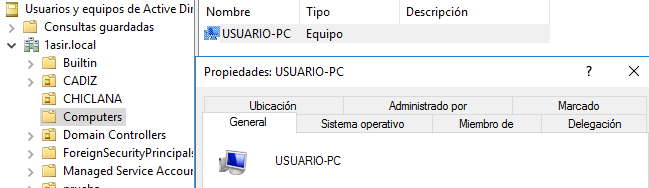 Usuarios y equipos de Active Dir
Consultas guardadas
1asir.local
Builtin
CADIZ
CHICLANA
Computers
Domain Controllers
ForeignSecurityPrincipals
Managed Service Accou
prueba
Nombre Tipo Descripción
USUARIO-PC Equipo
Propiedades: USUARIO-PC ? ×
Ubicación Administrado por Marcado
General Sistema operativo Miembro de Delegación
USUARIO-PC